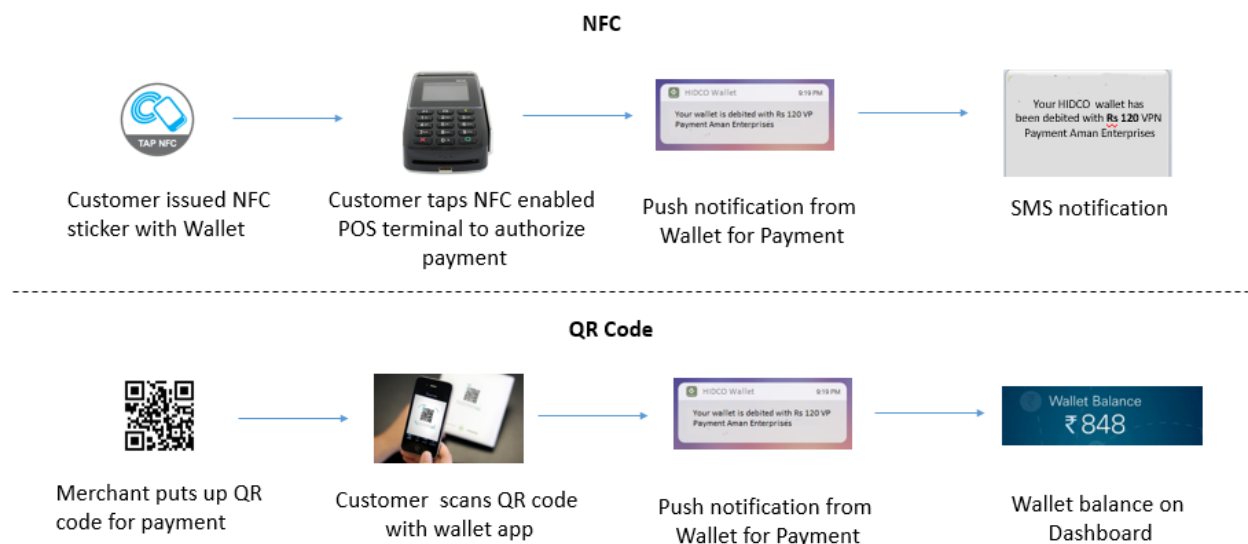 NFC
TAP NFC
HIDCO Wallet 9:19 PM
Your wallet is debited with Rs 120 VP
Payment Aman Enterprises
Your HIDCO wallet has
been debited with Rs 120 VPN
Payment Aman Enterprises
Customer issued NFC
sticker with Wallet
Customer taps NFC enabled
POS terminal to authorize
payment
Push notification from
Wallet for Payment
SMS notification
QR Code
HIDCO Wallet 9:19 PM
Your wallet is debited with Rs 120 VP
Payment Aman Enterprises
Wallet Balance
₹848
Merchant puts up QR
code for payment
Customer scans QR code
with wallet app
Push notification from
Wallet for Payment
Wallet balance on
Dashboard